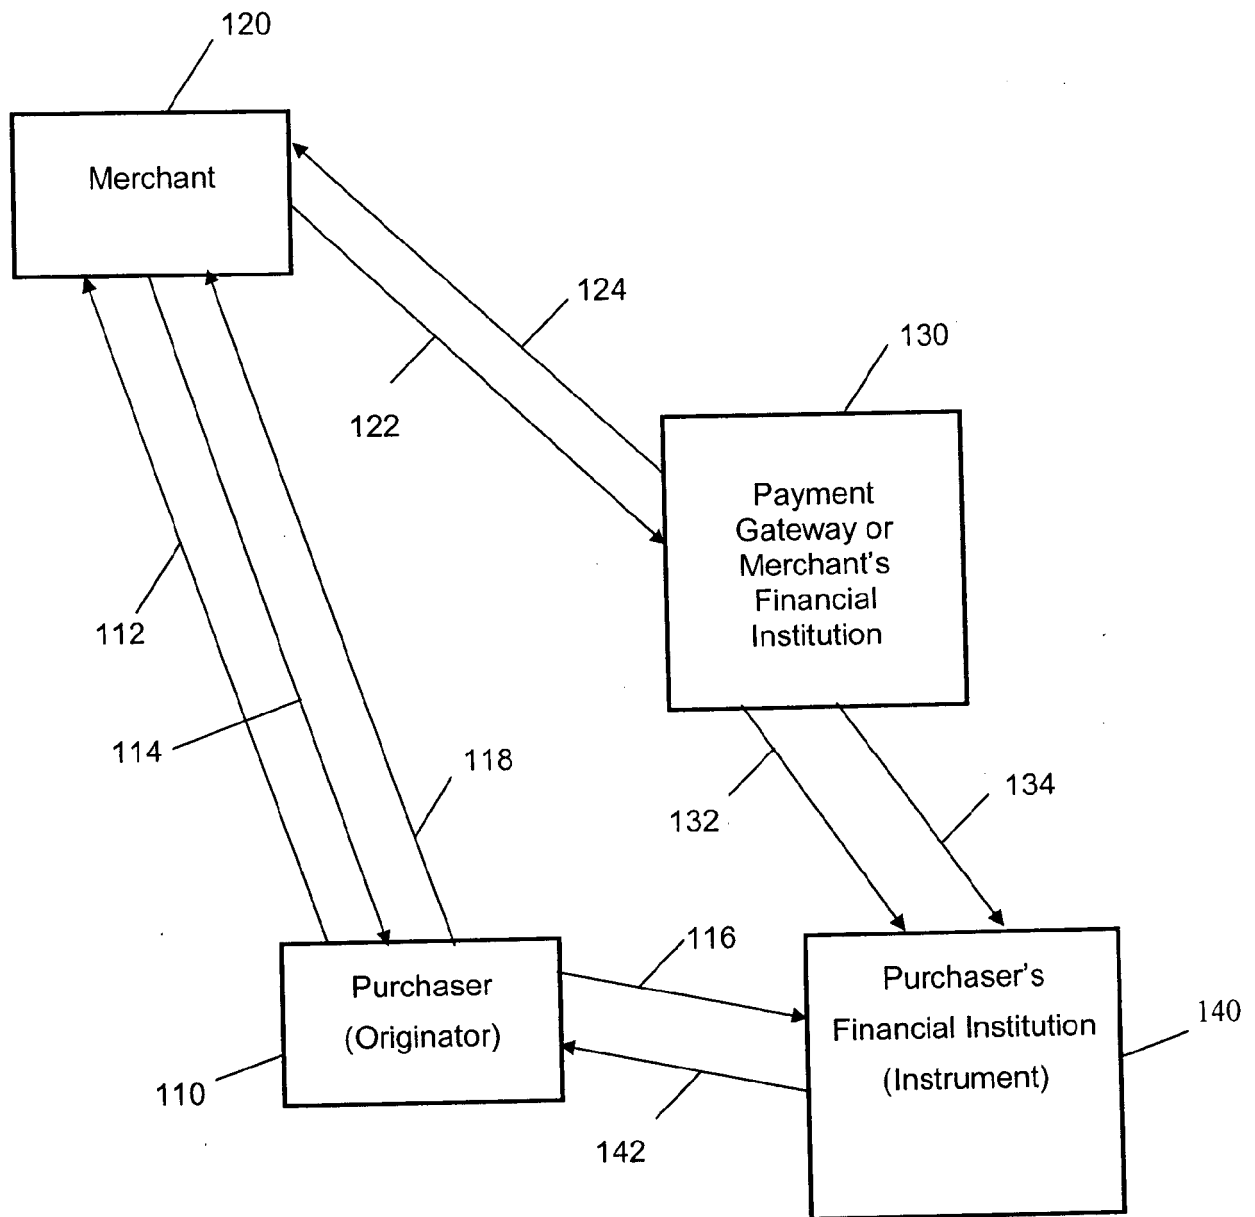 120
Merchant
124
130
122
Payment
Gateway or
Merchant's
Financial
Institution
112
114
118
132
134
116
Purchaser
(Originator)
Purchaser's
Financial Institution
(Instrument)
140
110
142